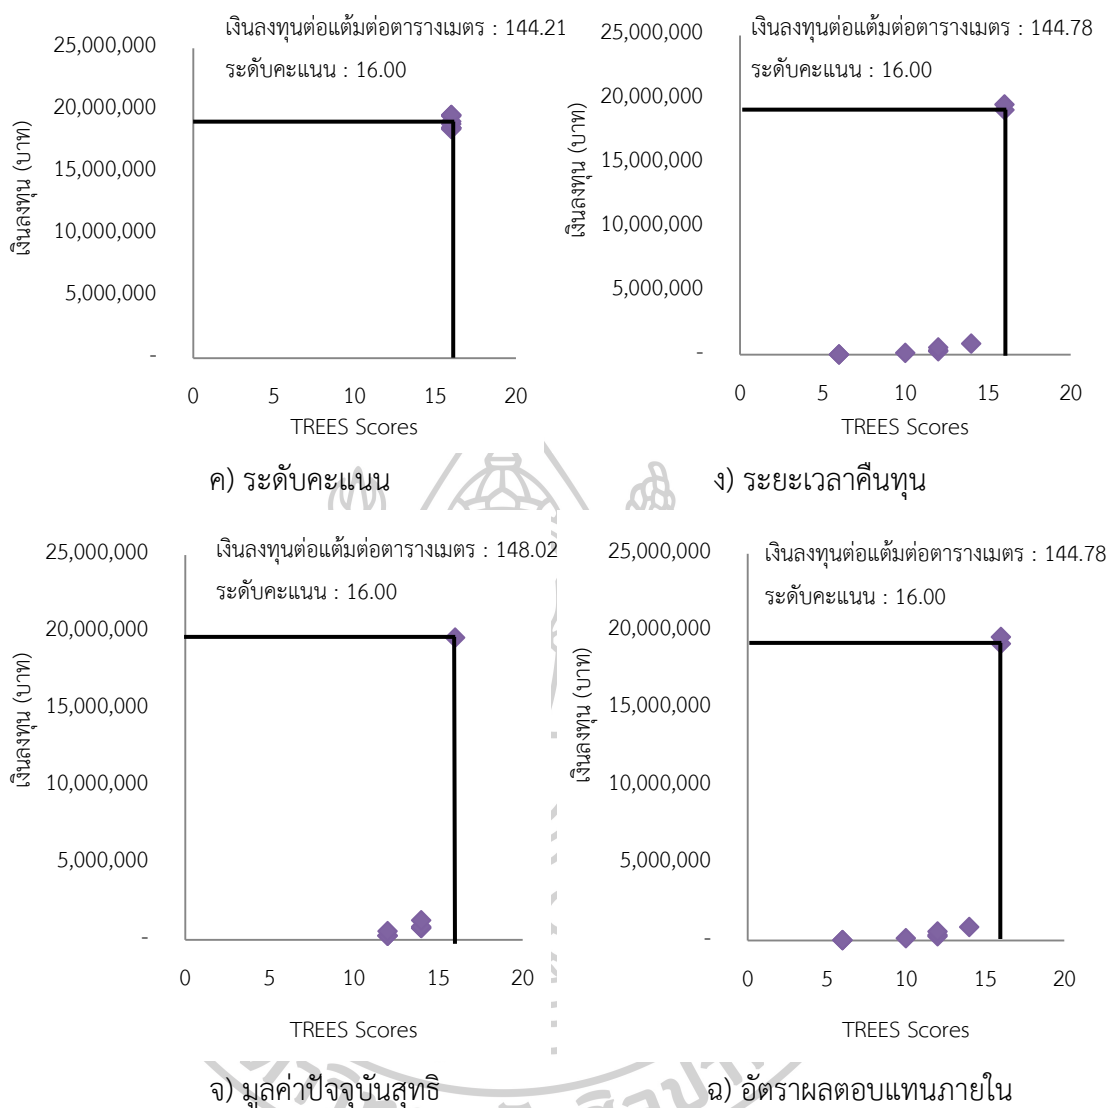 เงินลงทุนต่อแต้มต่อตารางเมตร : 144.21
ระดับคะแนน : 16.00
25,000,000
20,000,000
15,000,000
10,000,000
5,000,000
-
เงินลงทุน (บาท)
0 5 10 15 20
TREES Scores
ค) ระดับคะแนน
เงินลงทุนต่อแต้มต่อตารางเมตร : 144.78
ระดับคะแนน : 16.00
25,000,000
20,000,000
15,000,000
10,000,000
5,000,000
-
เงินลงทุน (บาท)
0 5 10 15 20
TREES Scores
ง) ระยะเวลาคืนทุน
เงินลงทุนต่อแต้มต่อตารางเมตร : 148.02
ระดับคะแนน : 16.00
25,000,000
20,000,000
15,000,000
10,000,000
5,000,000
-
เงินลงทุน (บาท)
0 5 10 15 20
TREES Scores
จ) มูลค่าปัจจุบันสุทธิ
เงินลงทุนต่อแต้มต่อตารางเมตร : 144.78
ระดับคะแนน : 16.00
25,000,000
20,000,000
15,000,000
10,000,000
5,000,000
-
เงินลงทุน (บาท)
0 5 10 15 20
TREES Scores
ฉ) อัตราผลตอบแทนภายใน